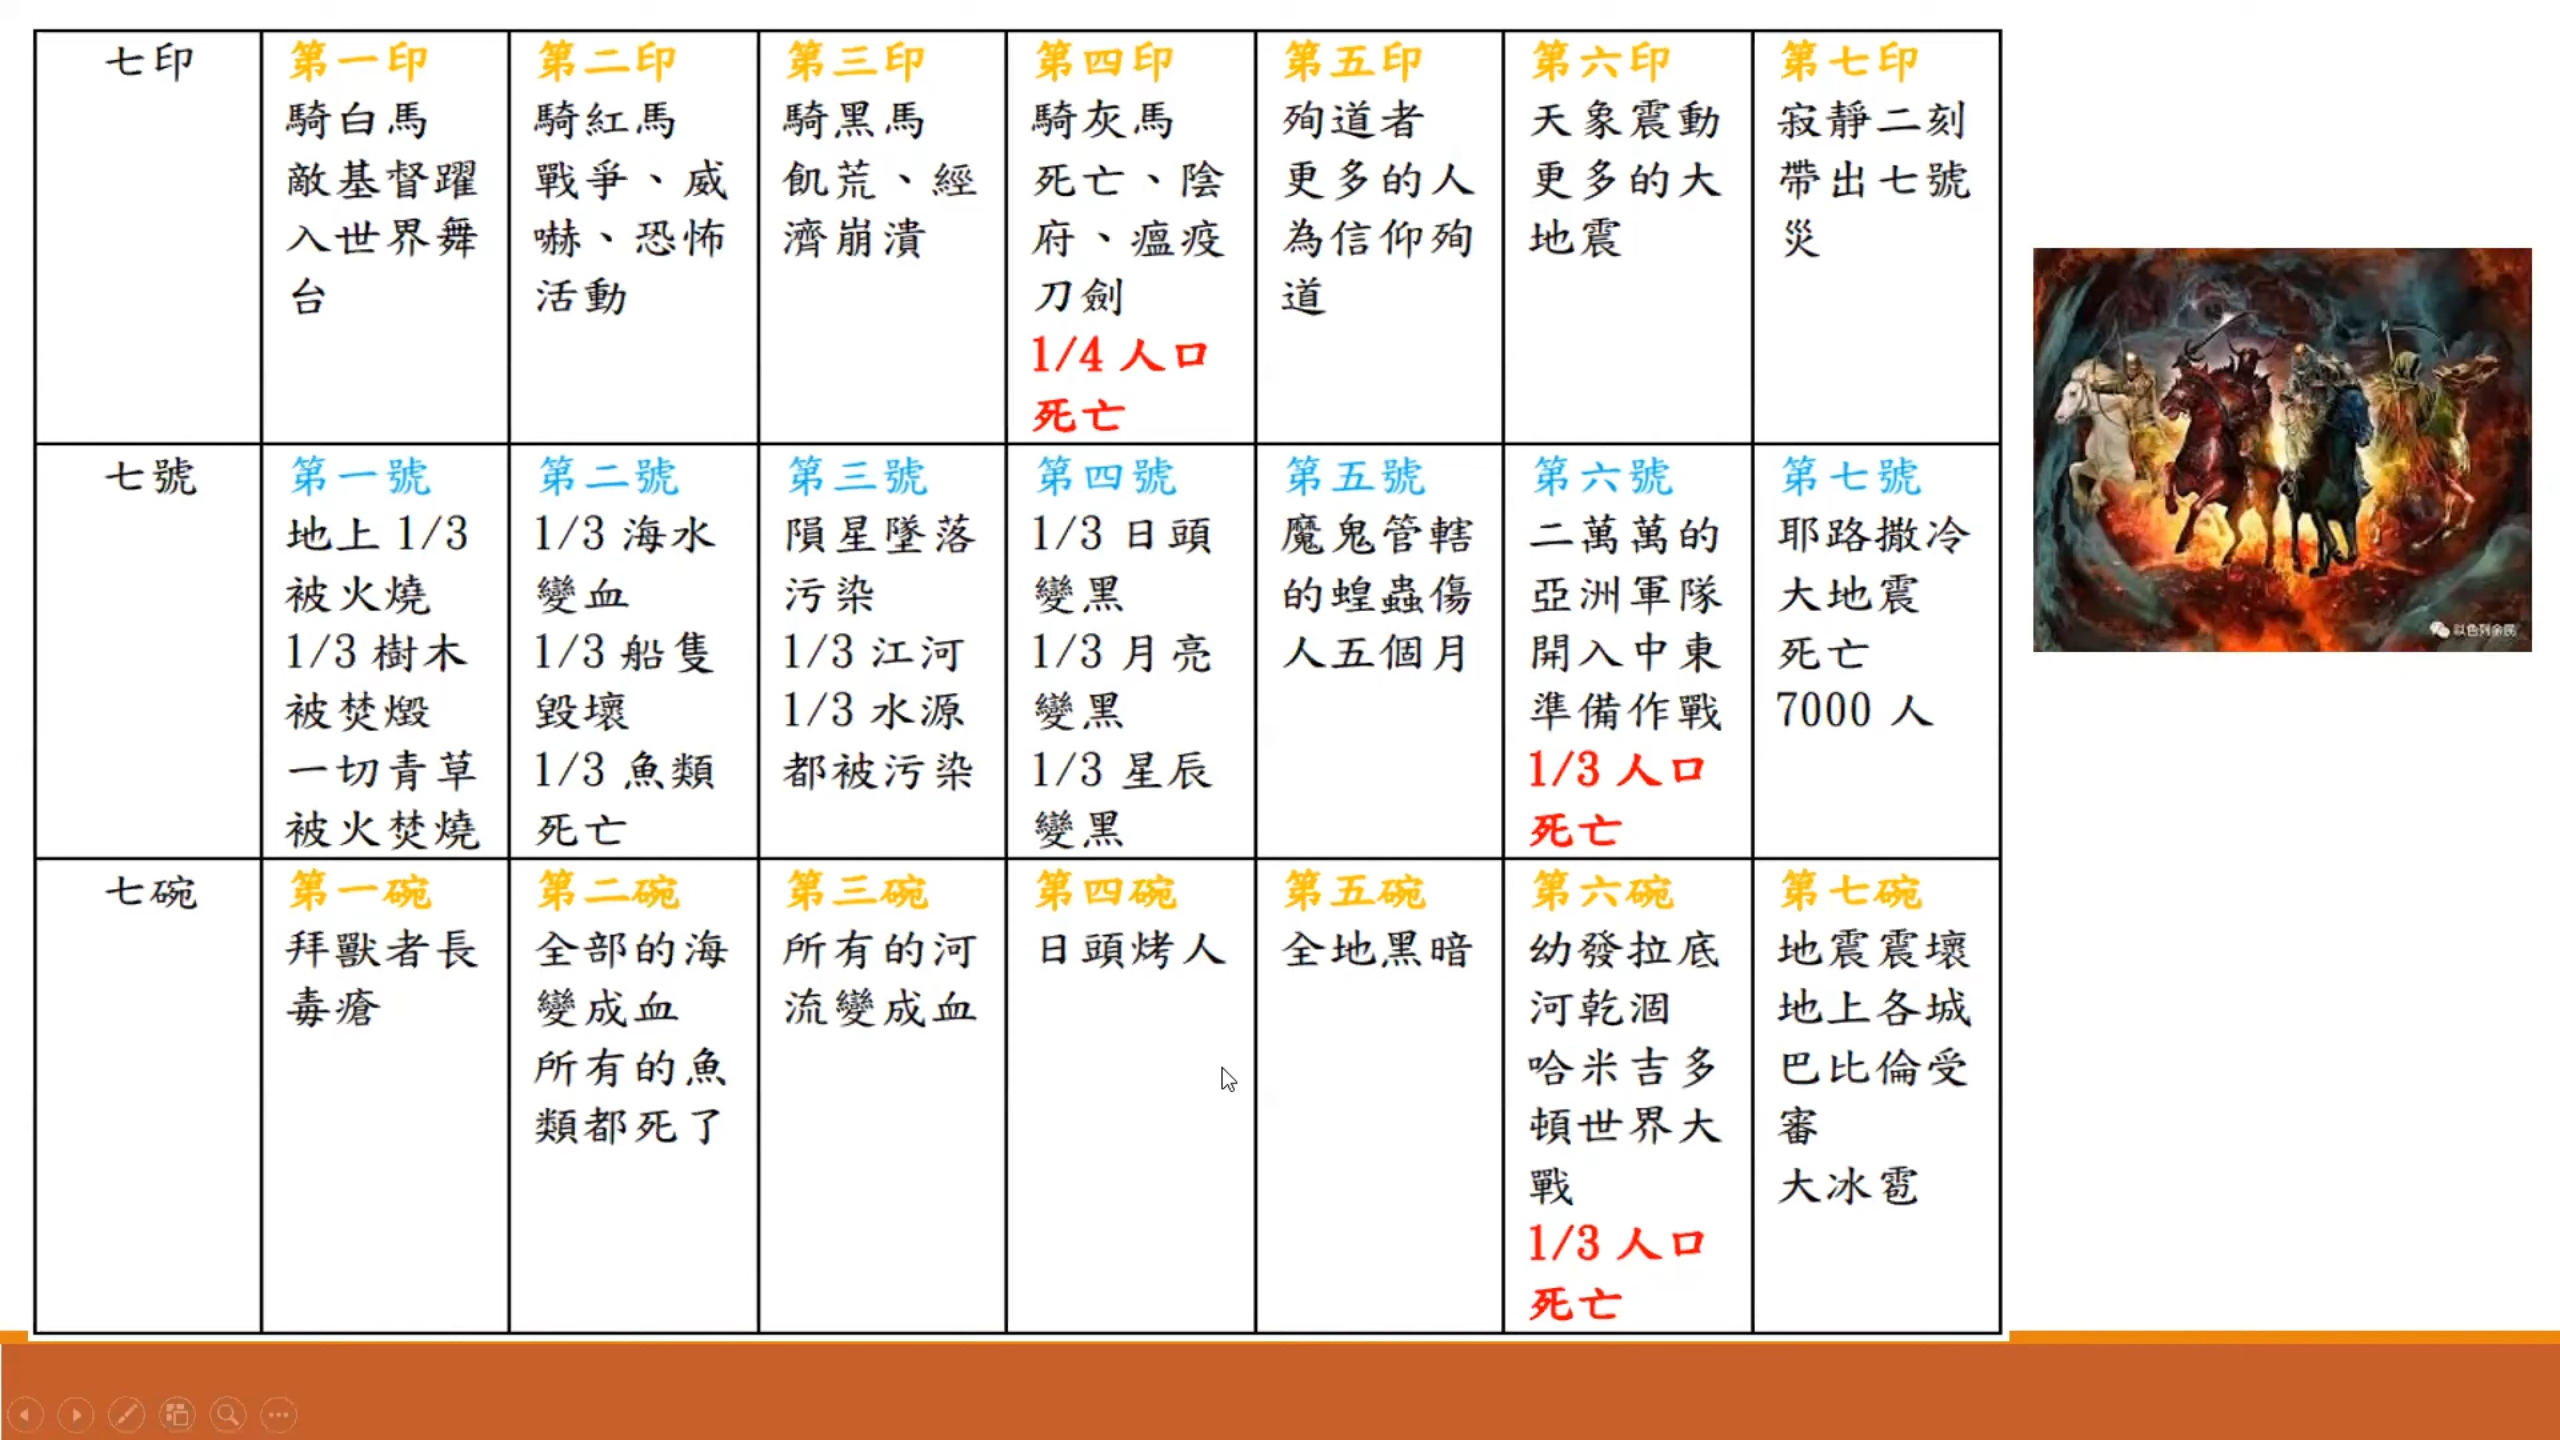 七印
第一印
騎白馬
敵基督躍
入世界舞
台
第二印
騎紅馬
戰爭、威
嚇、恐怖
活動
第三印
騎黑馬
飢荒、經
濟崩潰
第四印
騎灰馬
死亡、陰
府、瘟疫
刀劍
1/4 人口
死亡
第五印
殉道者
更多的人
為信仰殉
道
第六印
天象震動
更多的大
地震
第七印
寂靜二刻
帶出七號
災
七號
第一號
地上 1/3
被火燒
1/3 樹木
被焚燬
一切青草
被火焚燒
第二號
1/3 海水
變血
1/3 船隻
毀壞
1/3 魚類
死亡
第三號
隕星墜落
污染
1/3 江河
1/3 水源
都被污染
第四號
1/3 日頭
變黑
1/3 月亮
變黑
1/3 星辰
變黑
第五號
魔鬼管轄
的蝗蟲傷
人五個月
第六號
二萬萬的
亞洲軍隊
開入中東
準備作戰
1/3 人口
死亡
第七號
耶路撒冷
大地震
死亡
7000 人
七碗
第一碗
拜獸者長
毒瘡
第二碗
全部的海
變成血
所有的魚
類都死了
第三碗
所有的河
流變成血
第四碗
日頭烤人
第五碗
全地黑暗
第六碗
幼發拉底
河乾涸
哈米吉多
頓世界大
戰
1/3 人口
死亡
第七碗
地震震壞
地上各城
巴比倫受
審
大冰雹
以色列余民